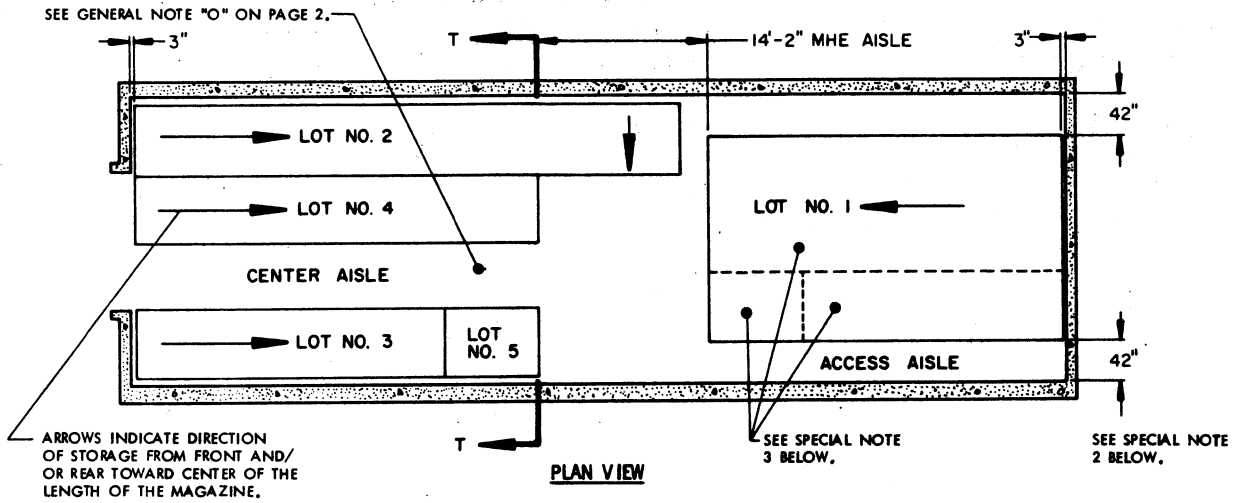 SEE GENERAL NOTE "O" ON PAGE 2.
3"
T
14'-2" MHE AISLE
3"
42"
LOT NO. 2
LOT NO. 4
LOT NO. 1
CENTER AISLE
LOT NO. 3
LOT
NO. 5
ACCESS AISLE
42"
T
ARROWS INDICATE DIRECTION
OF STORAGE FROM FRONT AND/
OR REAR TOWARD CENTER OF THE
LENGTH OF THE MAGAZINE.
PLAN VIEW
SEE SPECIAL NOTE
3 BELOW.
SEE SPECIAL NOTE
2 BELOW.